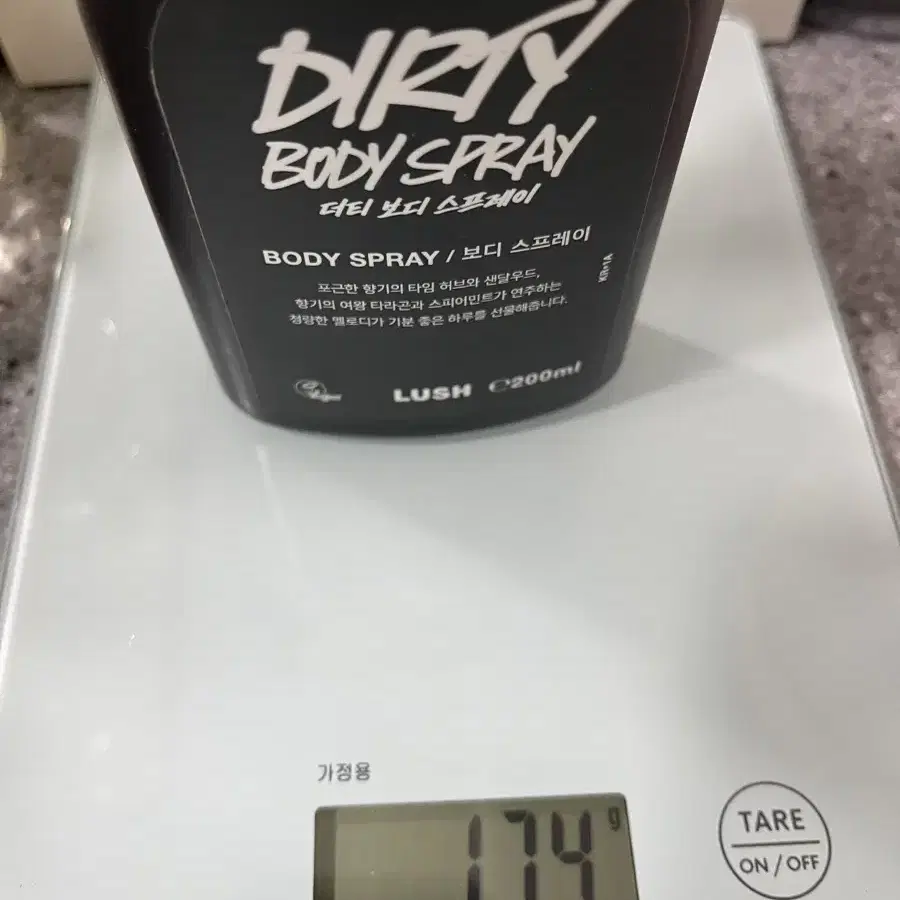 DIRTY
BODY SPRAY
더티 보디 스프레이
BODY SPRAY / 보디 스프레이
포근한 향기의 타임 허브와 샌달우드,
향기의 여왕 타라곤과 스피어민트가 연주하는
청량한 멜로디가 기분 좋은 하루를 선물해줍니다.
KR*1A
LUSH ℮200ml
가정용
174 g
TARE
ON / OFF